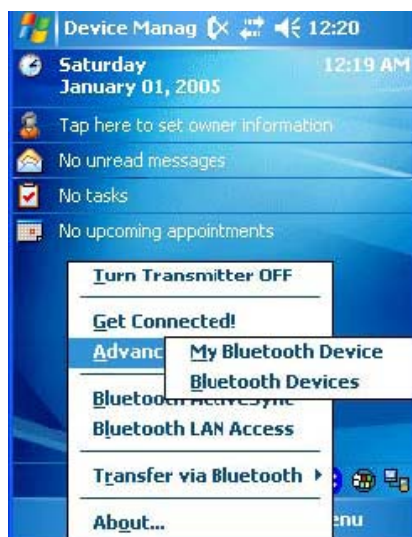 Device Manag 12:20
Saturday 12:19 AM
January 01, 2005
Tap here to set owner information
No unread messages
No tasks
No upcoming appointments
Turn Transmitter OFF
Get Connected!
Advanc
My Bluetooth Device
Bluetooth Devices
Bluetooth ActiveSync
Bluetooth LAN Access
Transfer via Bluetooth
About...
enu